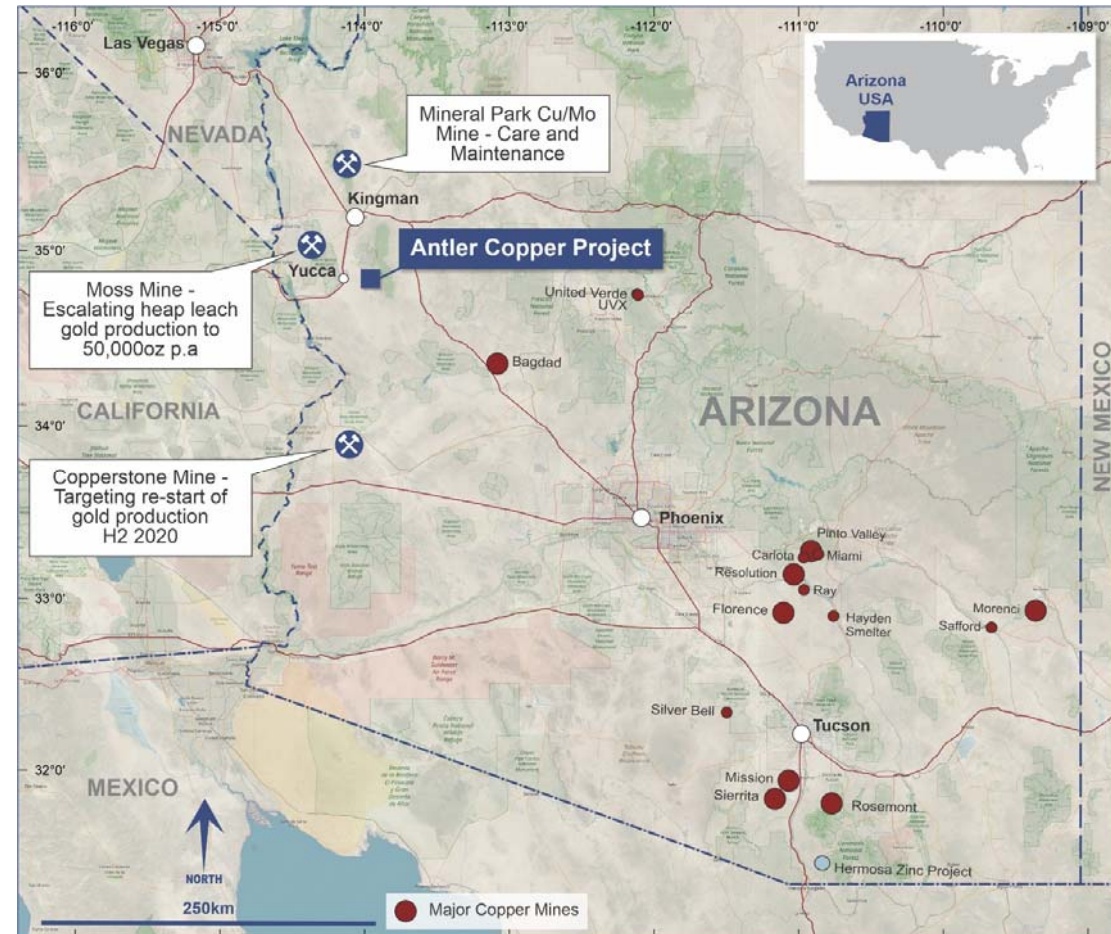 -116°0'
-115°0'
-114°0'
-113°0'
-112°0'
-111°0'
-110°0'
-109°0'
Las Vegas
36°0'
NEVADA
Mineral Park Cu/Mo
Mine - Care and
Maintenance
Arizona
USA
Kingman
35°0'
Antler Copper Project
Yucca
Moss Mine -
Escalating heap leach
gold production to
50,000oz p.a
United Verde
UVX
Bagdad
34°0'
CALIFORNIA
ARIZONA
NEW MEXICO
Copperstone Mine -
Targeting re-start of
gold production
H2 2020
Phoenix
Pinto Valley
Carlota
Miami
Resolution
Ray
33°0'
Florence
Hayden
Smelter
Morenci
Safford
Silver Bell
Tucson
32°0'
MEXICO
Mission
Sierrita
Rosemont
Hermosa Zinc Project
NORTH
250km
Major Copper Mines